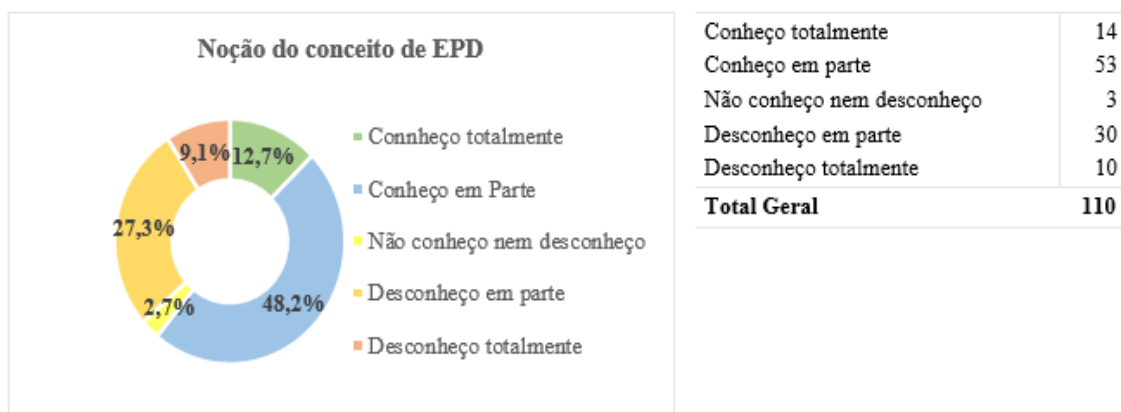 Noção do conceito de EPD
9,1%
12,7%
27,3%
2,7%
48,2%
Connheço totalmente
Conheço em Parte
Não conheço nem desconheço
Desconheço em parte
Desconheço totalmente
Conheço totalmente 14
Conheço em parte 53
Não conheço nem desconheço 3
Desconheço em parte 30
Desconheço totalmente 10
Total Geral 110